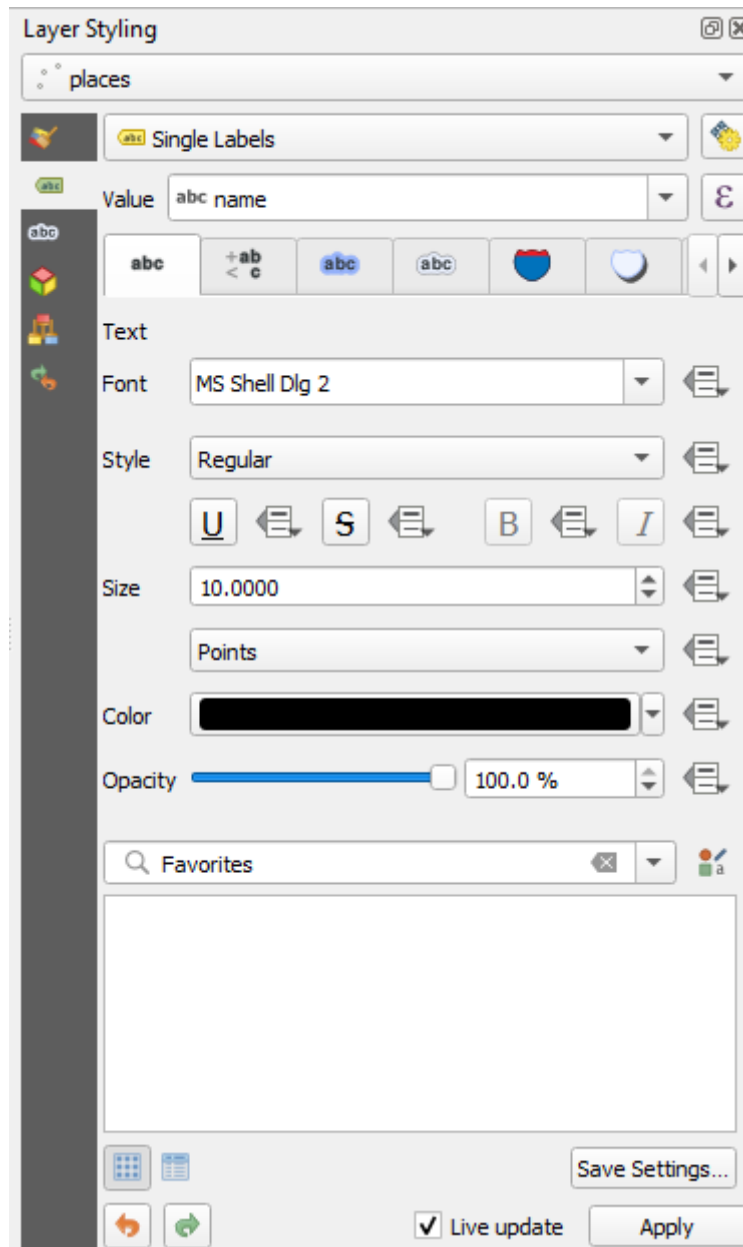 Layer Styling
places
Single Labels
Value abc name ε
abc +ab < c abc abc
Text
Font MS Shell Dlg 2
Style Regular
U S B I
Size 10.0000
Points
Color
Opacity 100.0 %
Favorites
Save Settings...
Live update Apply